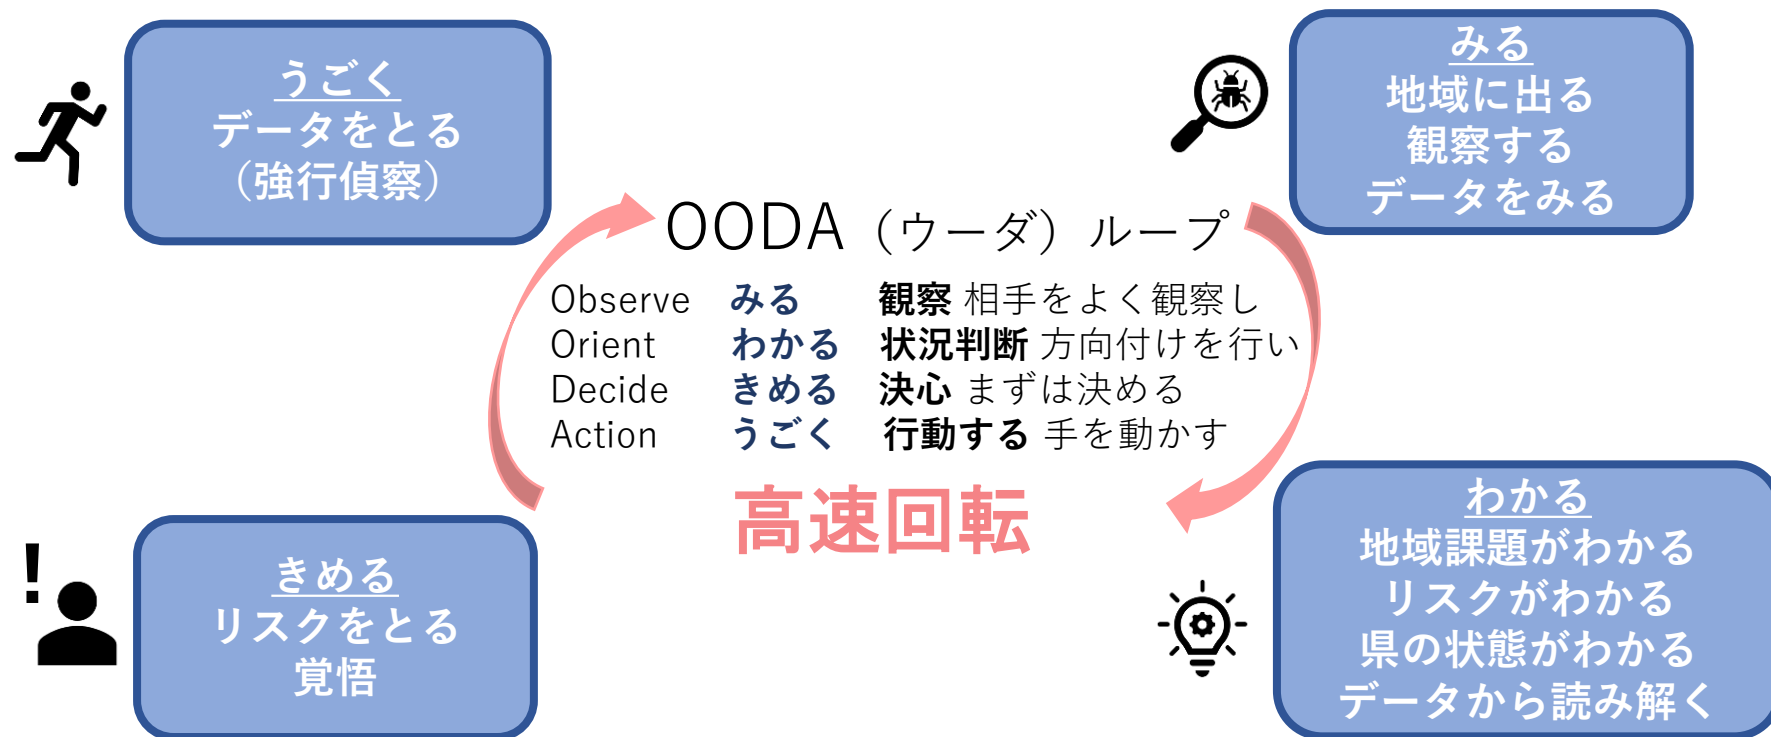 うごく
データをとる
（強行偵察）
みる
地域に出る
観察する
データをみる
OODA（ウーダ）ループ
Observe みる 観察 相手をよく観察し
Orient わかる 状況判断 方向付けを行い
Decide きめる 決心 まずは決める
Action うごく 行動する 手を動かす
高速回転
!
きめる
リスクをとる
覚悟
わかる
地域課題がわかる
リスクがわかる
県の状態がわかる
データから読み解く